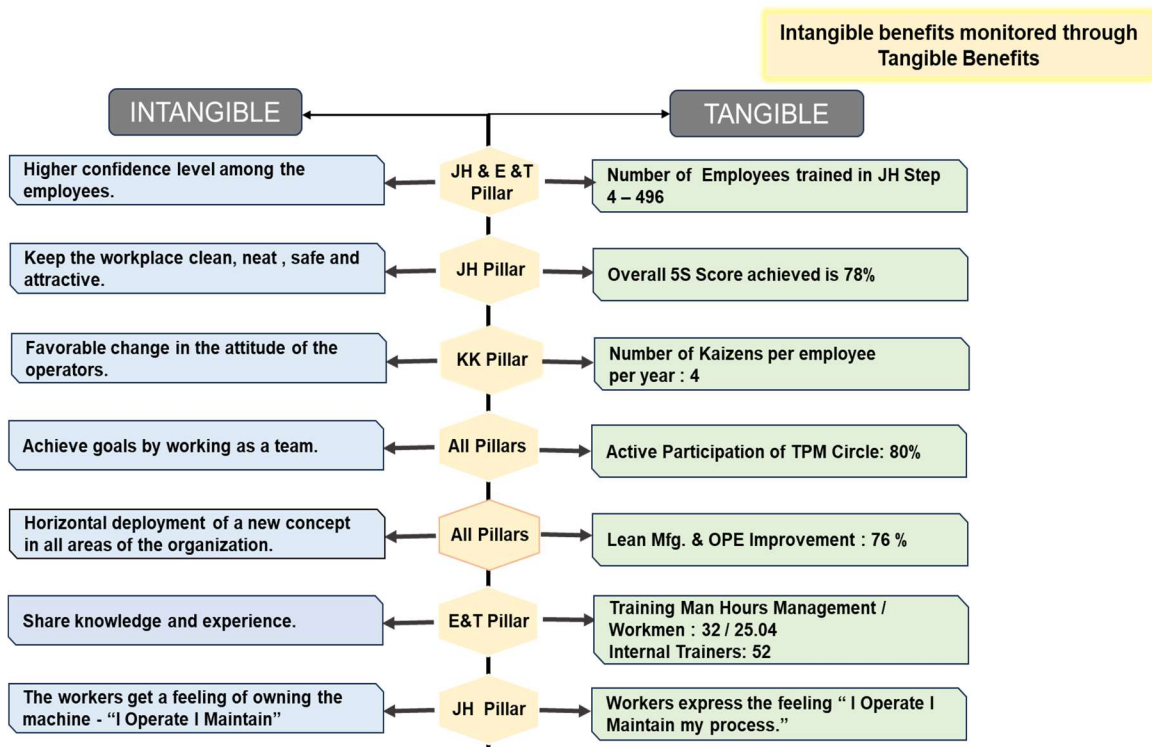 Intangible benefits monitored through
Tangible Benefits
INTANGIBLE
TANGIBLE
Higher confidence level among the
employees.
JH & E &T
Pillar
Number of Employees trained in JH Step
4 – 496
Keep the workplace clean, neat , safe and
attractive.
JH Pillar
Overall 5S Score achieved is 78%
Favorable change in the attitude of the
operators.
KK Pillar
Number of Kaizens per employee
per year : 4
Achieve goals by working as a team.
All Pillars
Active Participation of TPM Circle: 80%
Horizontal deployment of a new concept
in all areas of the organization.
All Pillars
Lean Mfg. & OPE Improvement : 76 %
Share knowledge and experience.
E&T Pillar
Training Man Hours Management /
Workmen : 32 / 25.04
Internal Trainers: 52
The workers get a feeling of owning the
machine - “I Operate I Maintain”
JH Pillar
Workers express the feeling “ I Operate I
Maintain my process.”